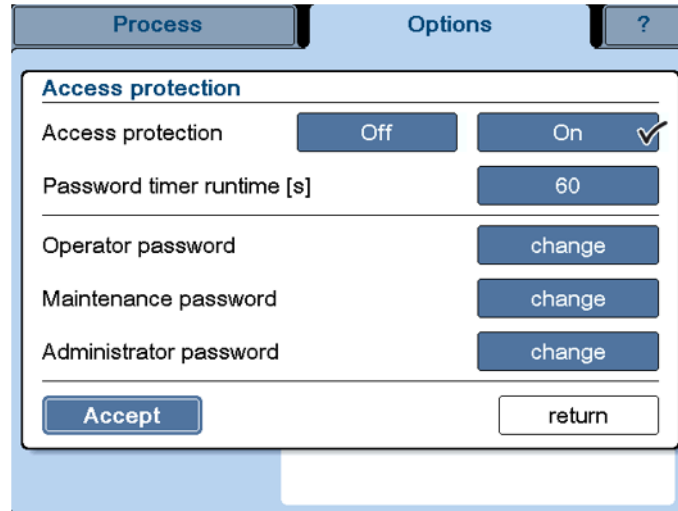 Process Options ?
Access protection
Access protection Off On
Password timer runtime [s] 60
Operator password change
Maintenance password change
Administrator password change
Accept return